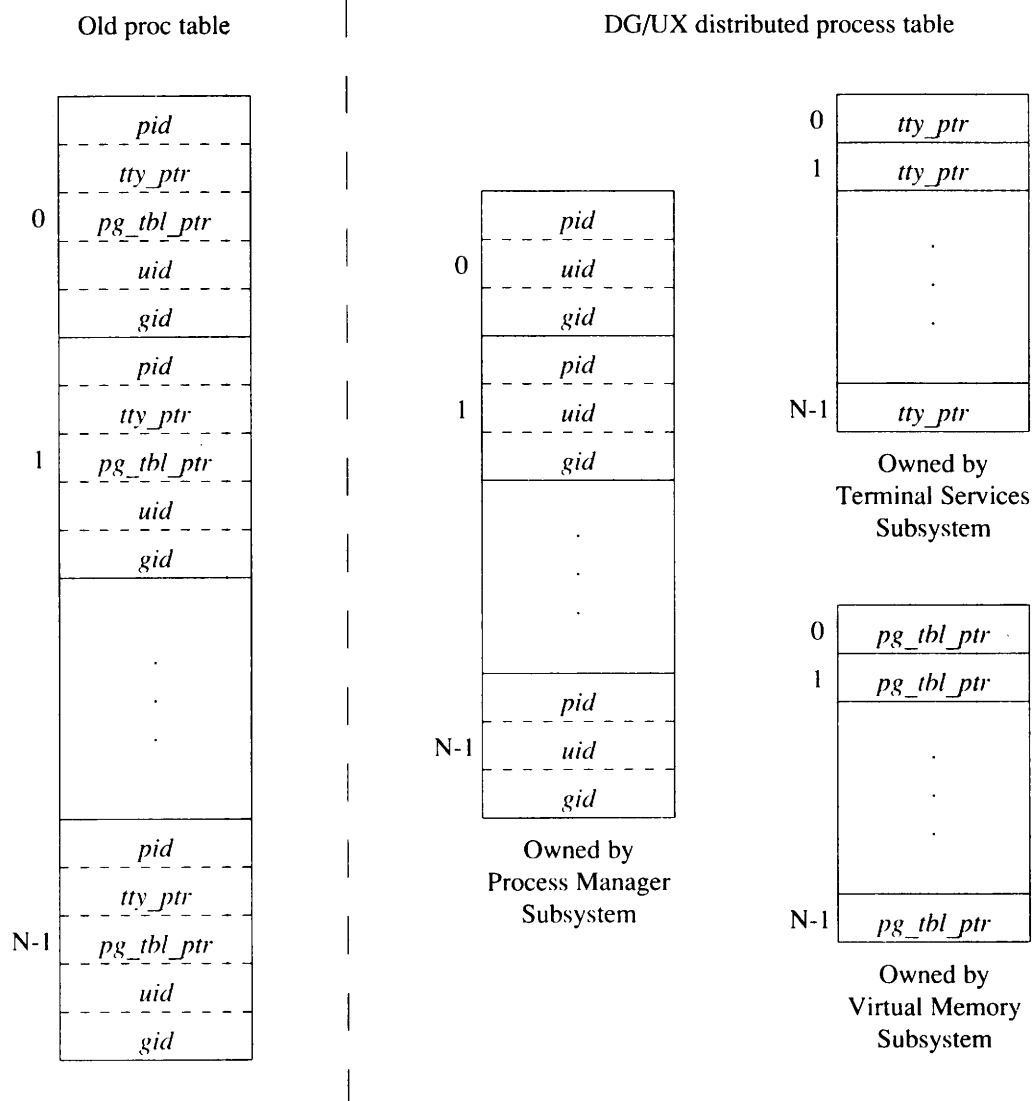 Old proc table
DG/UX distributed process table
pid
tty_ptr
0
pg_tbl_ptr
uid
gid
pid
tty_ptr
1
pg_tbl_ptr
uid
gid
.
.
.
pid
tty_ptr
N-1
pg_tbl_ptr
uid
gid
pid
0
uid
gid
pid
1
uid
gid
.
.
.
pid
N-1
uid
gid
Owned by
Process Manager
Subsystem
0
tty_ptr
1
tty_ptr
.
.
.
N-1
tty_ptr
Owned by
Terminal Services
Subsystem
0
pg_tbl_ptr
1
pg_tbl_ptr
.
.
.
N-1
pg_tbl_ptr
Owned by
Virtual Memory
Subsystem